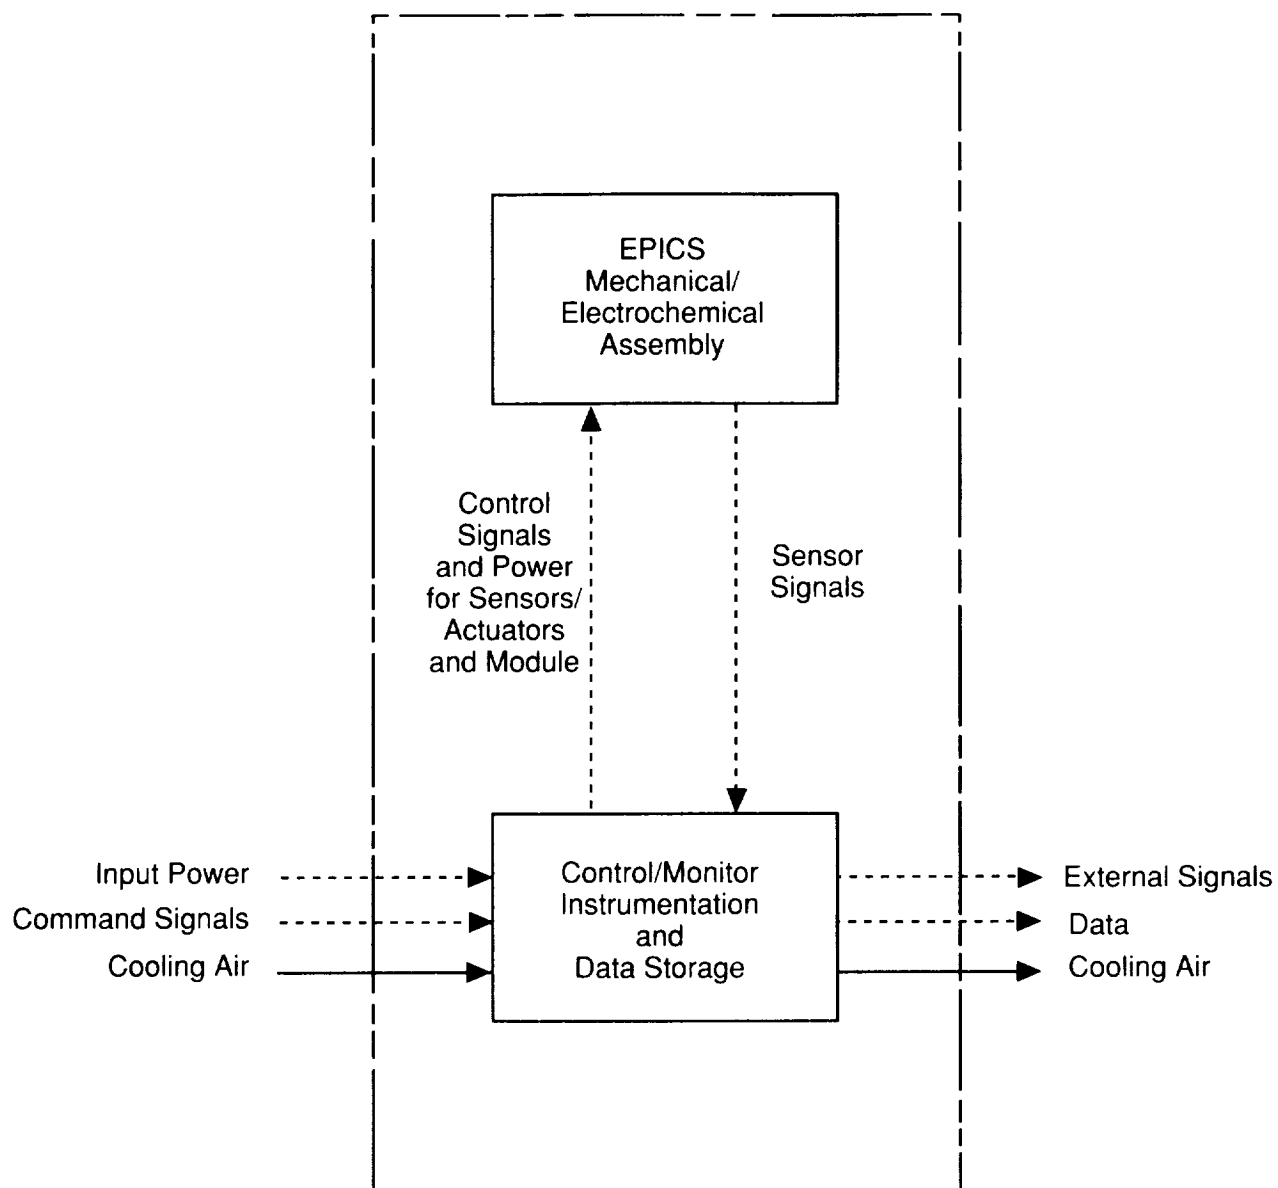 EPICS
Mechanical/
Electrochemical
Assembly
Control
Signals
and Power
for Sensors/
Actuators
and Module
Sensor
Signals
Input Power
Command Signals
Cooling Air
Control/Monitor
Instrumentation
and
Data Storage
External Signals
Data
Cooling Air